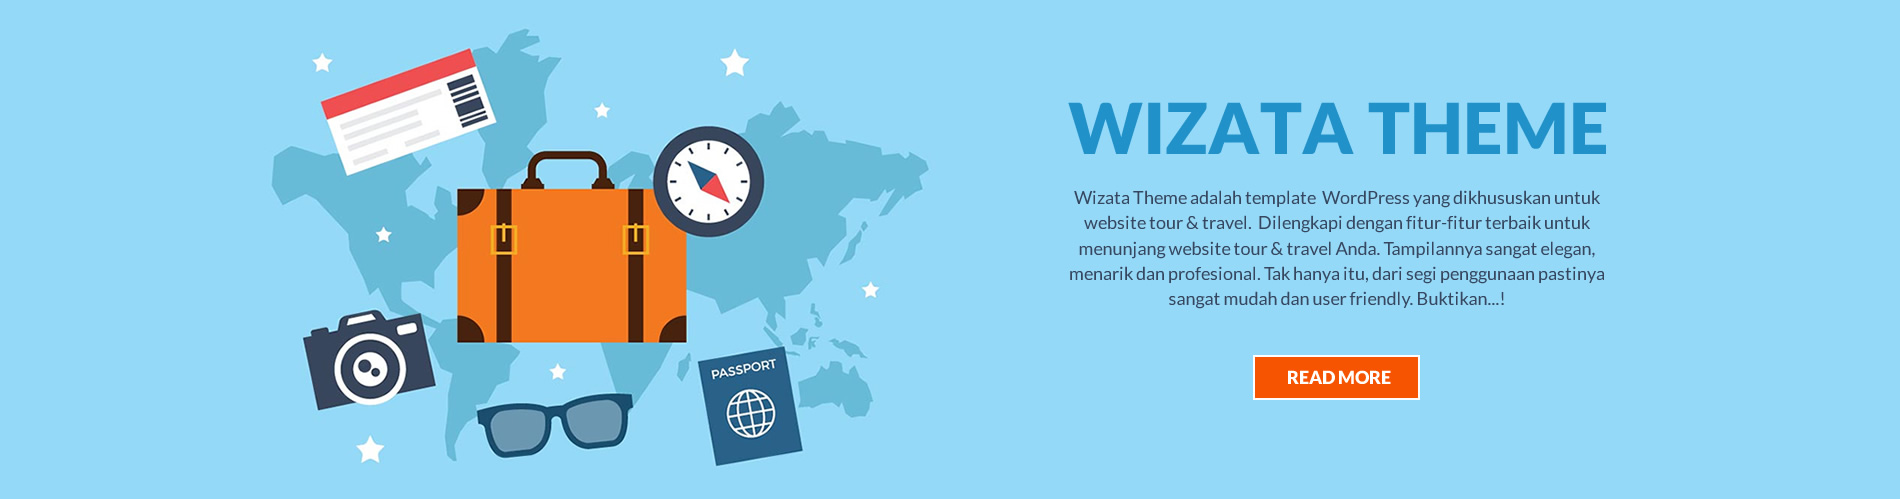 WIZATA THEME
Wizata Theme adalah template WordPress yang dikhususkan untuk
website tour & travel. Dilengkapi dengan fitur-fitur terbaik untuk
menunjang website tour & travel Anda. Tampilannya sangat elegan,
menarik dan profesional. Tak hanya itu, dari segi penggunaan pastinya
sangat mudah dan user friendly. Buktikan...!
PASSPORT
READ MORE